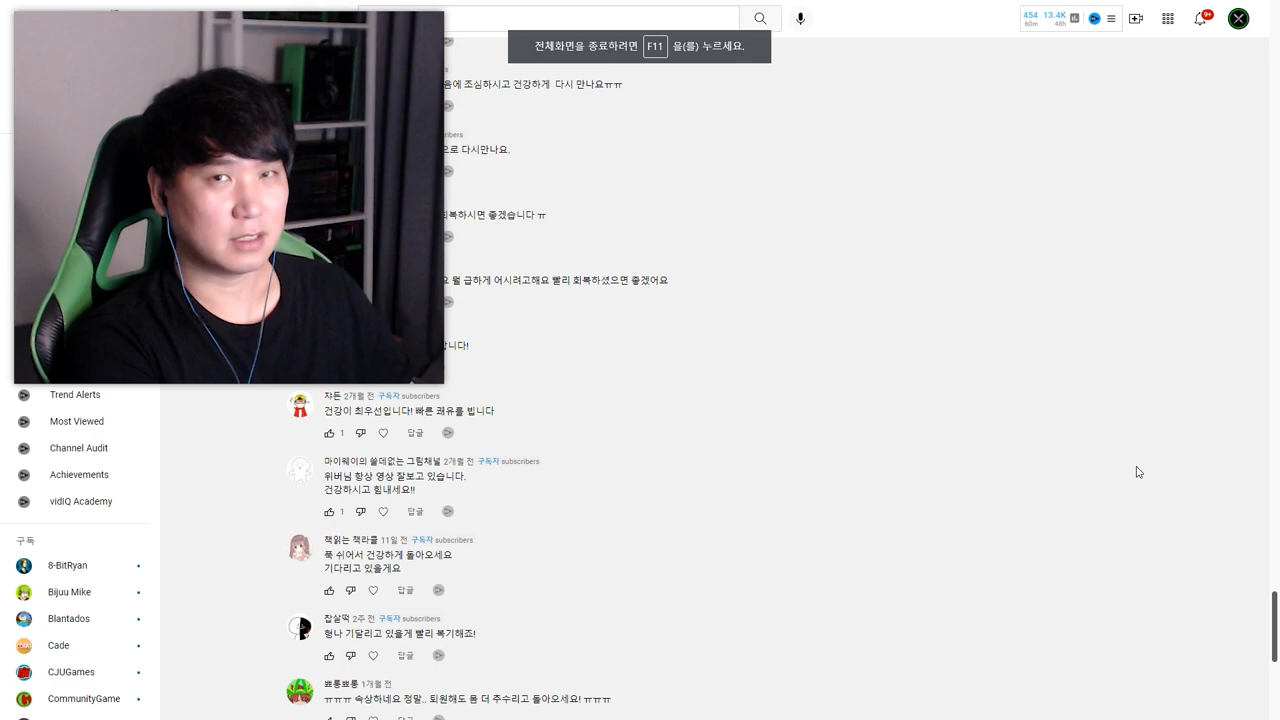 454 13.4K
60m 48h
9+
전체화면을 종료하려면 F11 을(를) 누르세요.
음에 조심하시고 건강하게 다시 만나요ㅠㅠ
으로 다시만나요.
회복하시면 좋겠습니다 ㅠ
뭘 급하게 어시려고해요 빨리 회복하셨으면 좋겠어요
Trend Alerts
Most Viewed
Channel Audit
Achievements
vidIQ Academy
구독
8-BitRyan
Bijuu Mike
Blantados
Cade
CJUGames
CommunityGame
쟈든 2개월 전 구독자 subscribers
건강이 최우선입니다! 빠른 쾌유를 빕니다
1 답글
마이웨이의 쓸데없는 그림채널 2개월 전 구독자 subscribers
위버님 항상 영상 잘보고 있습니다.
건강하시고 힘내세요!!
1 답글
책읽는 책라클 11일 전 구독자 subscribers
푹 쉬어서 건강하게 돌아오세요
기다리고 있을게요
답글
찹살떡 2주 전 구독자 subscribers
형나 기달리고 있을게 빨리 복기해죠!
답글
뾰롱뾰롱 1개월 전
ㅠㅠㅠ 속상하네요 정말.. 퇴원해도 몸 더 추수리고 돌아오세요! ㅠㅠㅠ